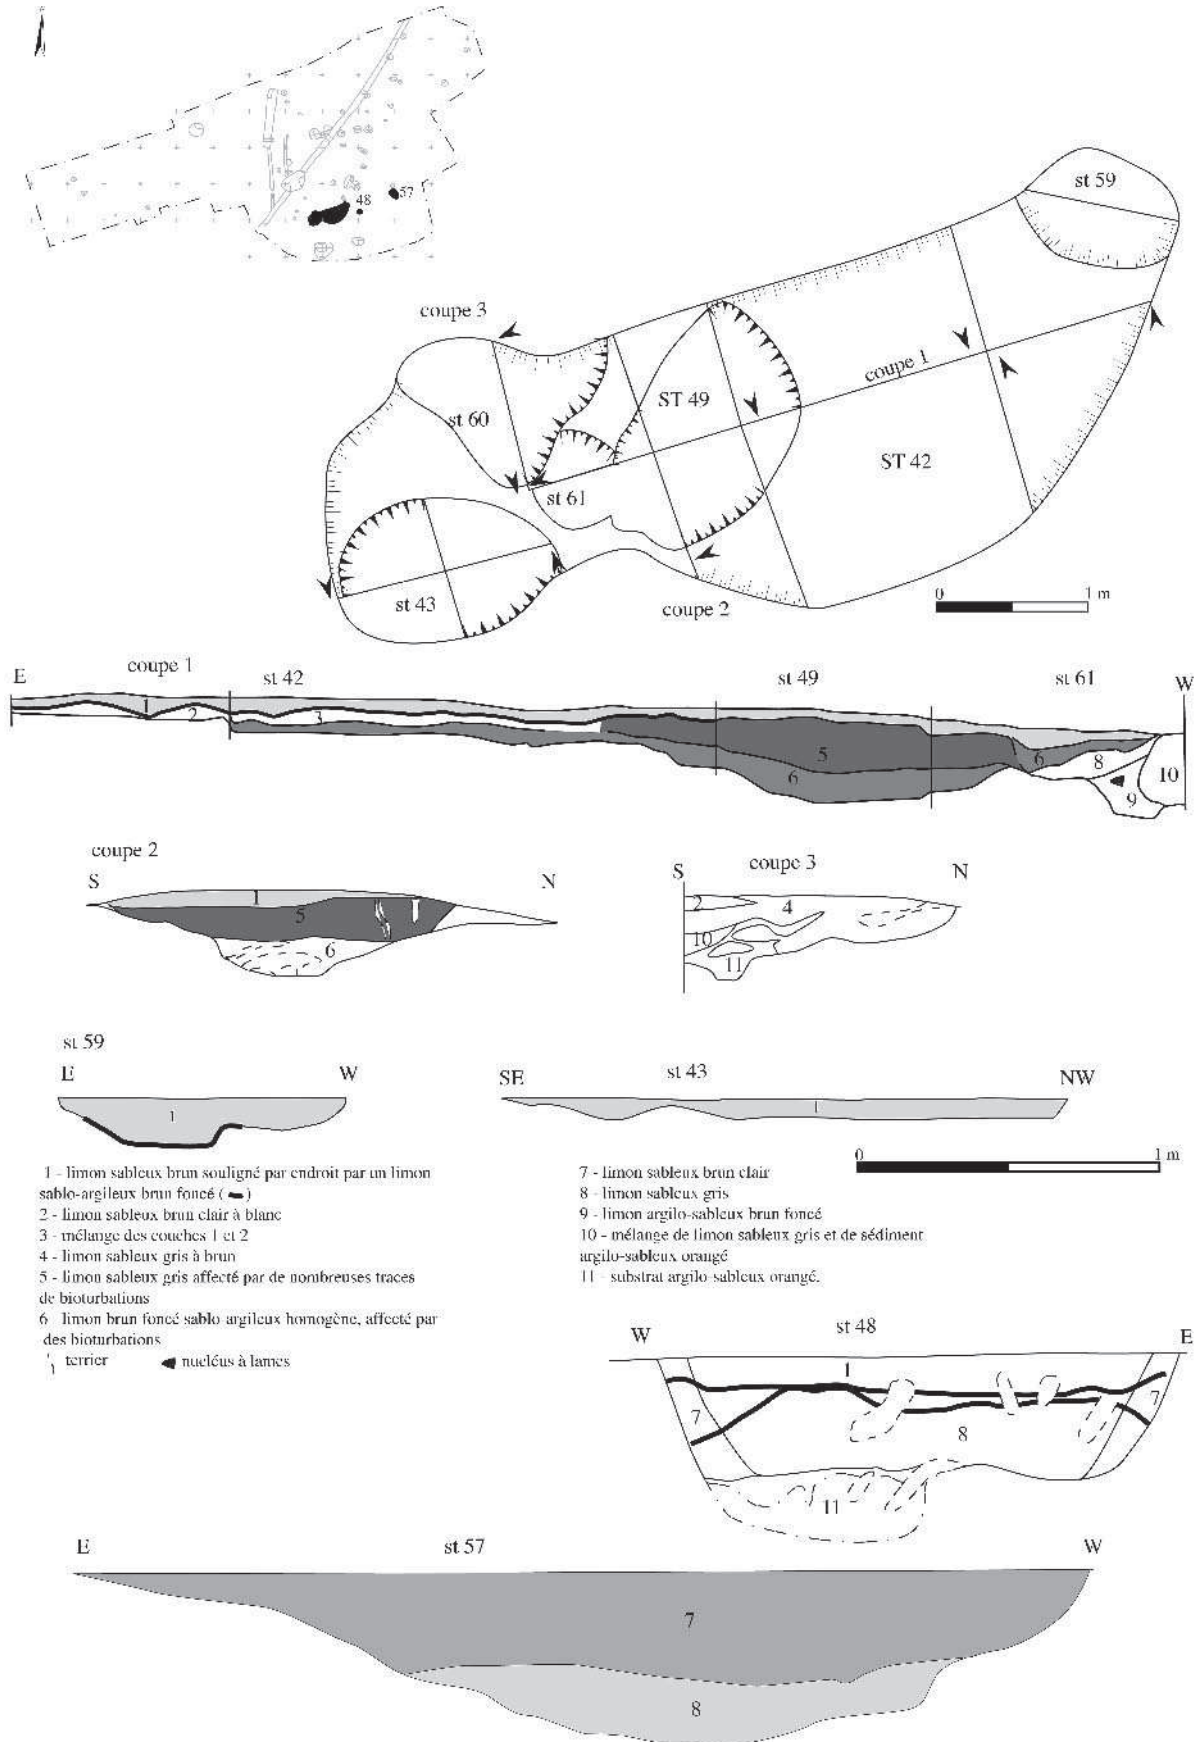 48
57
st 59
coupe 3
coupe 1
ST 49
st 60
ST 42
st 61
st 43
coupe 2
0 1 m
E coupe 1 st 42 st 49 st 61 W
1
2
3
5
6
6
8
9
10
coupe 2
S N
1
5
6
coupe 3
S N
2
4
10
11
st 59
E W
1
SE st 43 NW
1
0 1 m
1 - limon sableux brun souligné par endroit par un limon
sablo-argileux brun foncé ( )
2 - limon sableux brun clair à blanc
3 - mélange des couches 1 et 2
4 - limon sableux gris à brun
5 - limon sableux gris affecté par de nombreuses traces
de bioturbations
6 - limon brun foncé sablo-argileux homogène, affecté par
des bioturbations
terrier nucléus à lames
7 - limon sableux brun clair
8 - limon sableux gris
9 - limon argilo-sableux brun foncé
10 - mélange de limon sableux gris et de sédiment
argilo-sableux orangé
11 - substrat argilo-sableux orangé.
W st 48 E
1
7
7
8
11
E st 57 W
7
8